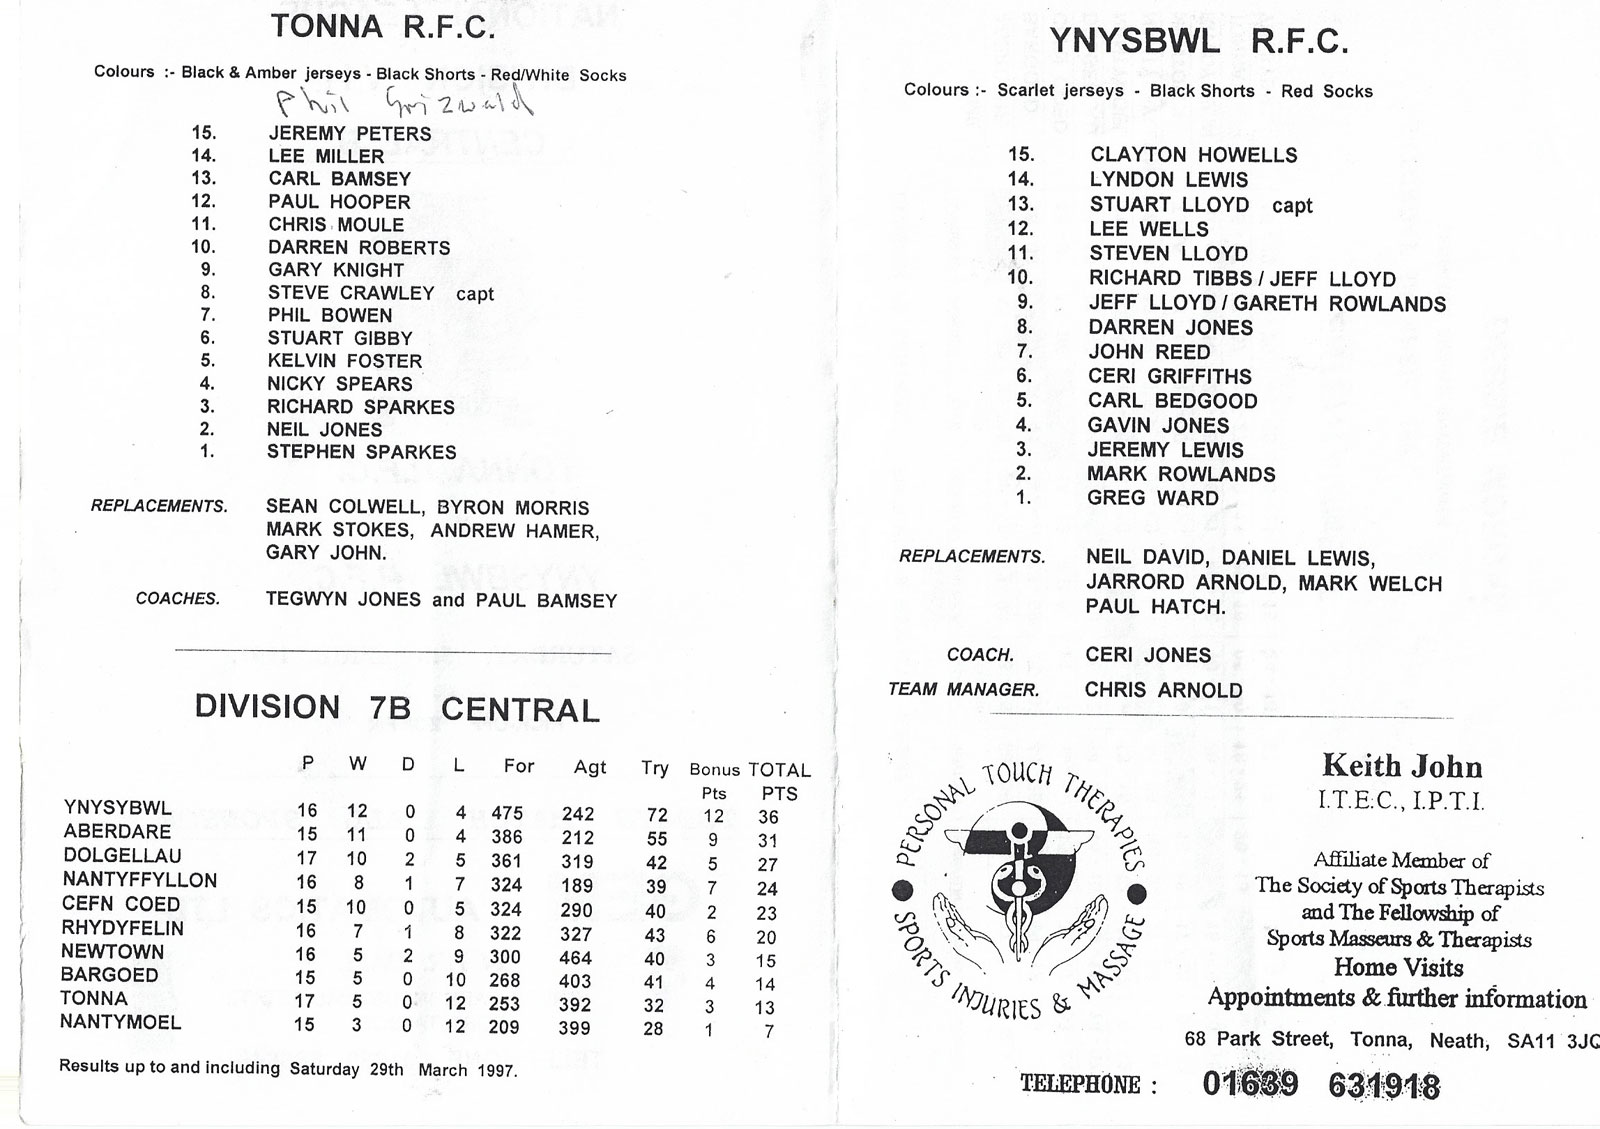 TONNA R.F.C.
Colours :- Black & Amber jerseys - Black Shorts - Red/White Socks
Phil Grizwald
15. JEREMY PETERS
14. LEE MILLER
13. CARL BAMSEY
12. PAUL HOOPER
11. CHRIS MOULE
10. DARREN ROBERTS
9. GARY KNIGHT
8. STEVE CRAWLEY capt
7. PHIL BOWEN
6. STUART GIBBY
5. KELVIN FOSTER
4. NICKY SPEARS
3. RICHARD SPARKES
2. NEIL JONES
1. STEPHEN SPARKES
REPLACEMENTS. SEAN COLWELL, BYRON MORRIS
MARK STOKES, ANDREW HAMER,
GARY JOHN.
COACHES. TEGWYN JONES and PAUL BAMSEY
DIVISION 7B CENTRAL
P W D L For Agt Try Bonus TOTAL
Pts PTS
YNYSYBWL 16 12 0 4 475 242 72 12 36
ABERDARE 15 11 0 4 386 212 55 9 31
DOLGELLAU 17 10 2 5 361 319 42 5 27
NANTYFFYLLON 16 8 1 7 324 189 39 7 24
CEFN COED 15 10 0 5 324 290 40 2 23
RHYDYFELIN 16 7 1 8 322 327 43 6 20
NEWTOWN 16 5 2 9 300 464 40 3 15
BARGOED 15 5 0 10 268 403 41 4 14
TONNA 17 5 0 12 253 392 32 3 13
NANTYMOEL 15 3 0 12 209 399 28 1 7
Results up to and including Saturday 29th March 1997.
YNYSBWL R.F.C.
Colours :- Scarlet jerseys - Black Shorts - Red Socks
15. CLAYTON HOWELLS
14. LYNDON LEWIS
13. STUART LLOYD capt
12. LEE WELLS
11. STEVEN LLOYD
10. RICHARD TIBBS / JEFF LLOYD
9. JEFF LLOYD / GARETH ROWLANDS
8. DARREN JONES
7. JOHN REED
6. CERI GRIFFITHS
5. CARL BEDGOOD
4. GAVIN JONES
3. JEREMY LEWIS
2. MARK ROWLANDS
1. GREG WARD
REPLACEMENTS. NEIL DAVID, DANIEL LEWIS,
JARRORD ARNOLD, MARK WELCH
PAUL HATCH.
COACH. CERI JONES
TEAM MANAGER. CHRIS ARNOLD
PERSONAL TOUCH THERAPIES
SPORTS INJURIES & MASSAGE
Keith John
I.T.E.C., I.P.T.I.
Affiliate Member of
The Society of Sports Therapists
and The Fellowship of
Sports Masseurs & Therapists
Home Visits
Appointments & further information
68 Park Street, Tonna, Neath, SA11 3JQ
TELEPHONE : 01639 631918